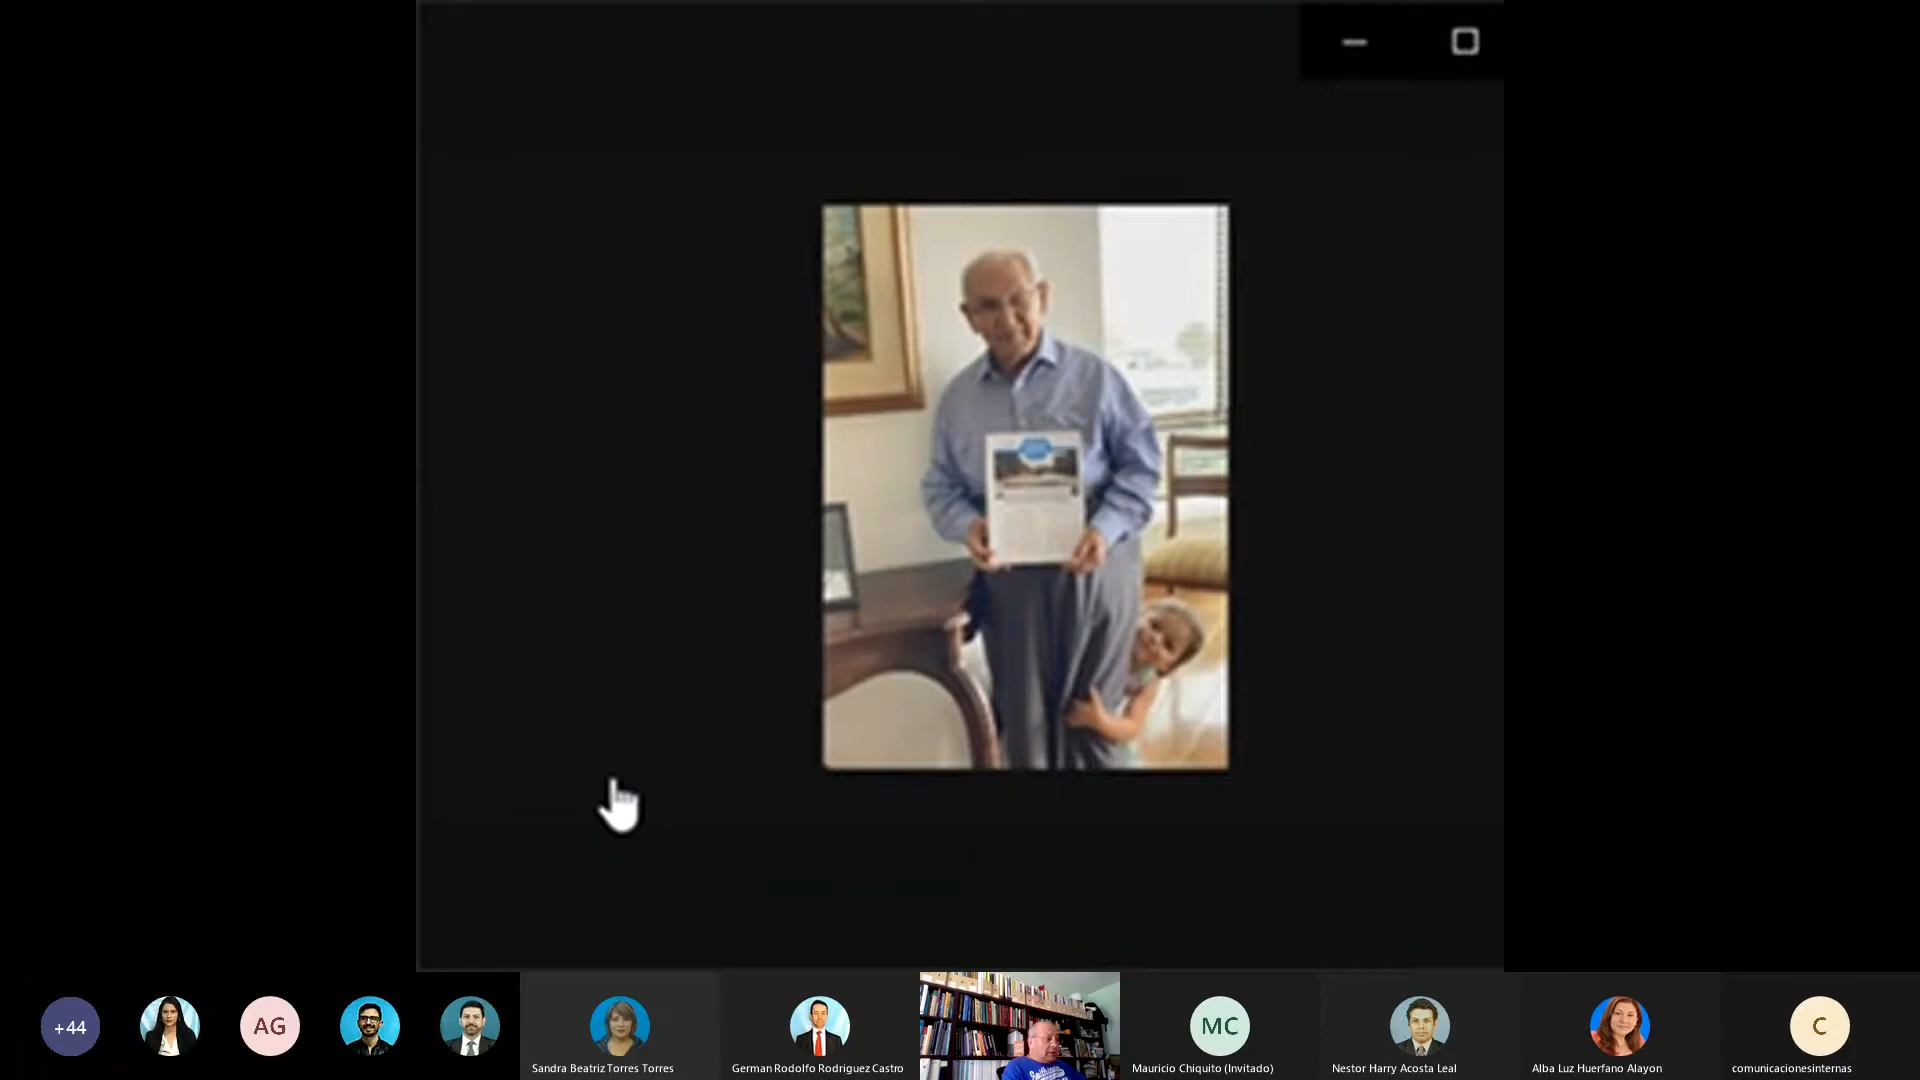 +44
AG
Sandra Beatriz Torres Torres
German Rodolfo Rodriguez Castro
MC
Mauricio Chiquito (Invitado)
Nestor Harry Acosta Leal
Alba Luz Huerfano Alayon
C
comunicacionesinternas